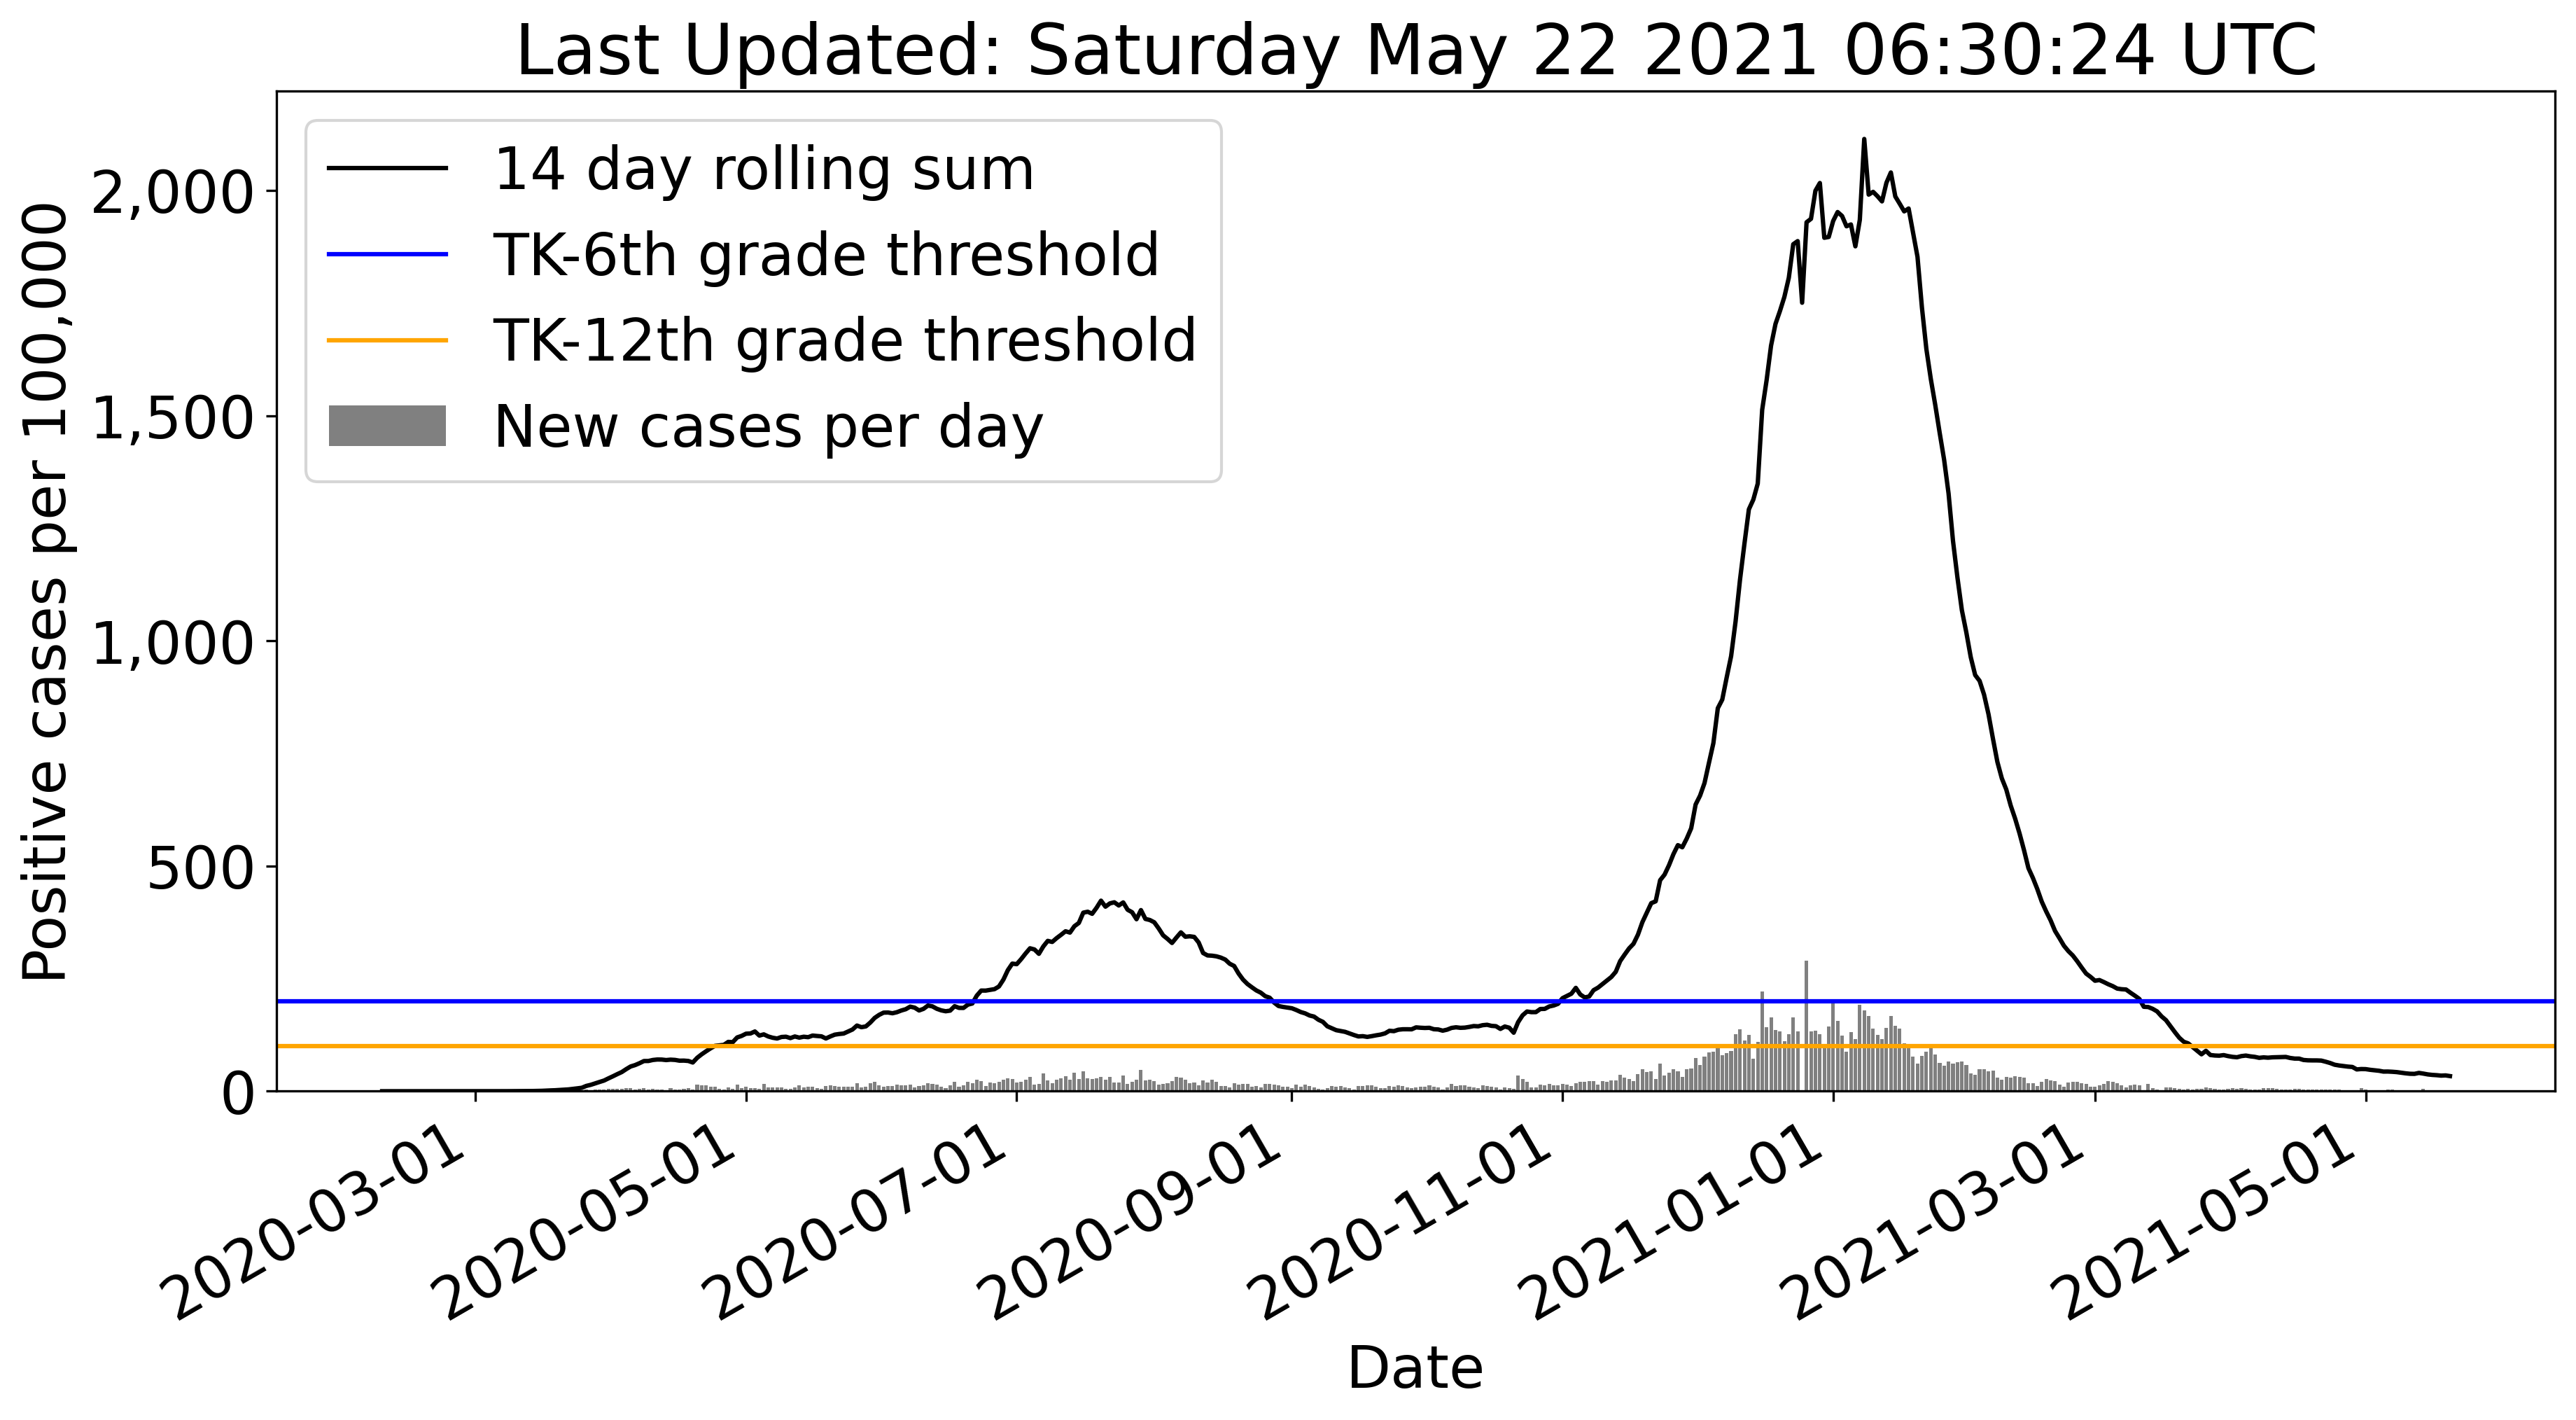 Last Updated: Saturday May 22 2021 06:30:24 UTC
14 day rolling sum
TK-6th grade threshold
TK-12th grade threshold
New cases per day
Positive cases per 100,000
2,000
1,500
1,000
500
0
2020-03-01
2020-05-01
2020-07-01
2020-09-01
2020-11-01
2021-01-01
2021-03-01
2021-05-01
Date